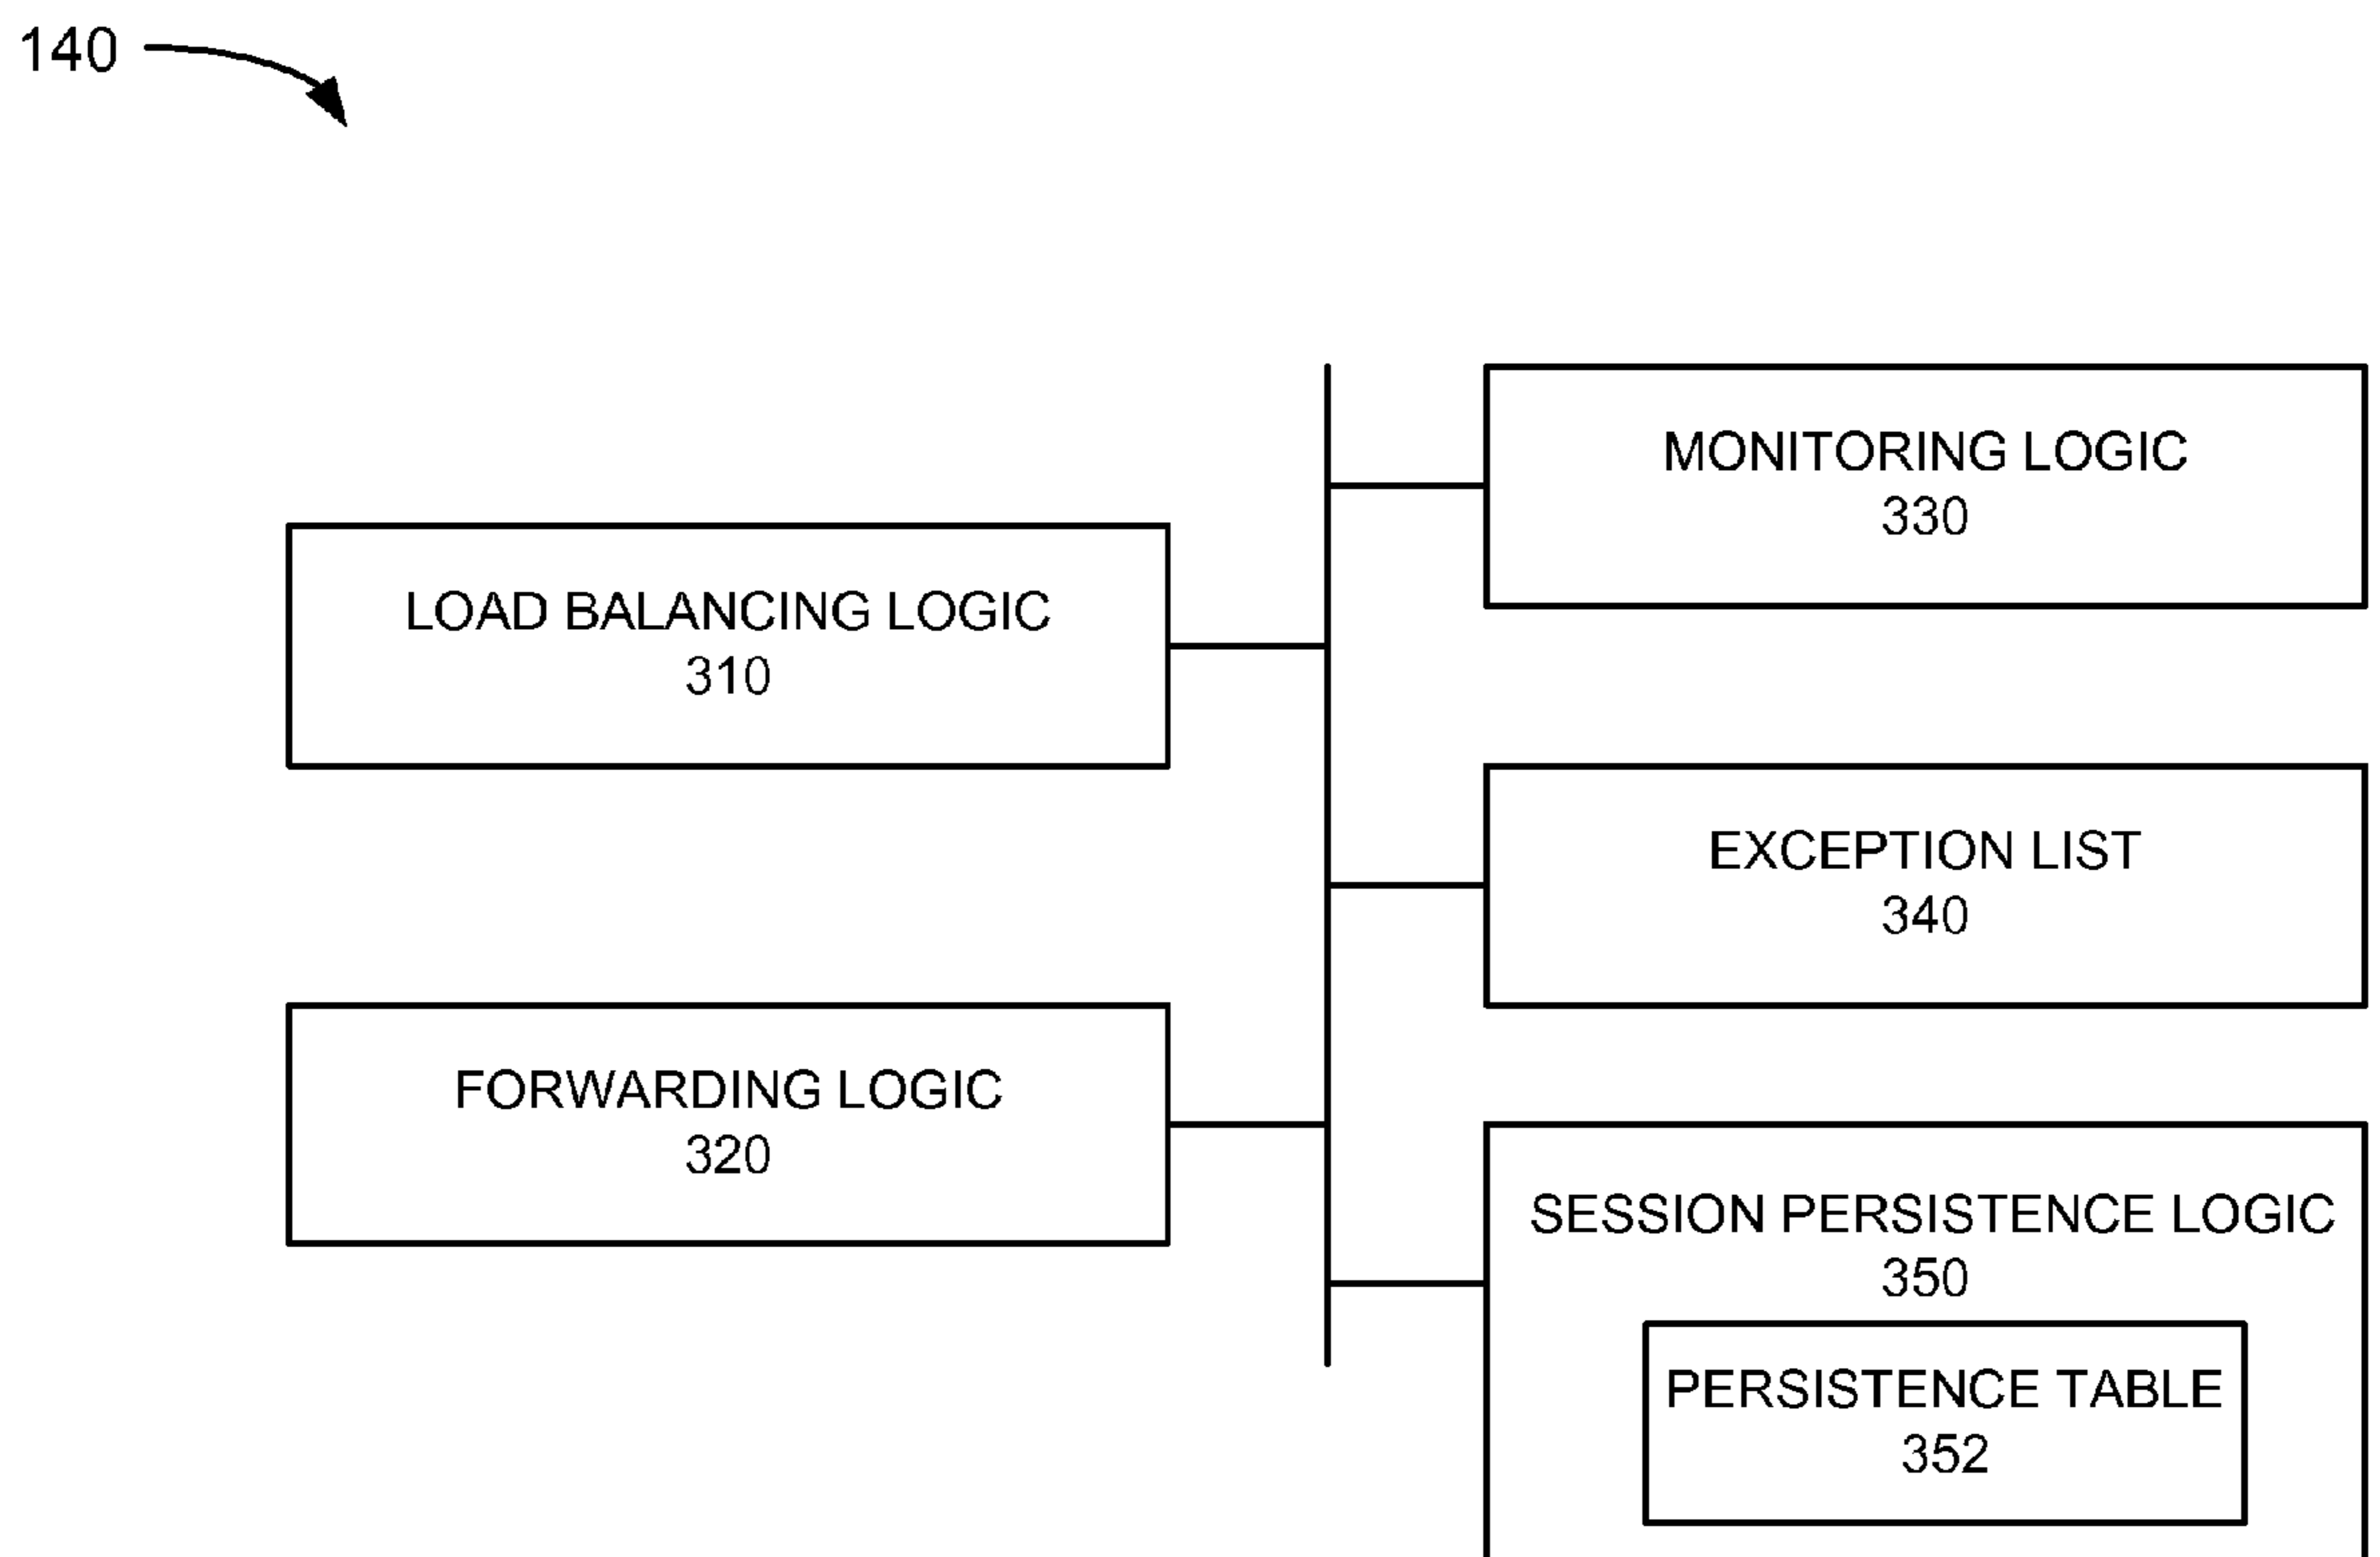 140
MONITORING LOGIC
330
LOAD BALANCING LOGIC
310
EXCEPTION LIST
340
FORWARDING LOGIC
320
SESSION PERSISTENCE LOGIC
350
PERSISTENCE TABLE
352